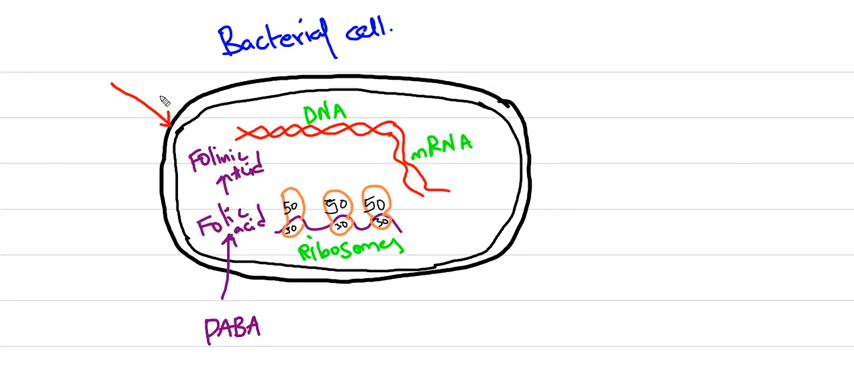 Bacterial cell.
DNA
mRNA
Folinic
acid
Folic
acid
50 50 50
30 30 30
Ribosomes
PABA